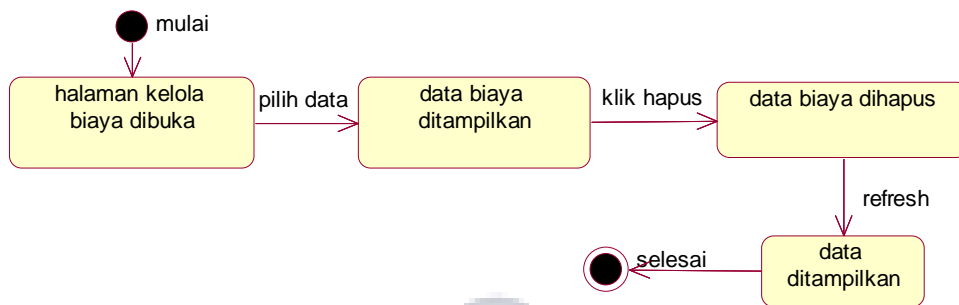 mulai
halaman kelola
biaya dibuka
pilih data
data biaya
ditampilkan
klik hapus
data biaya dihapus
refresh
data
ditampilkan
selesai